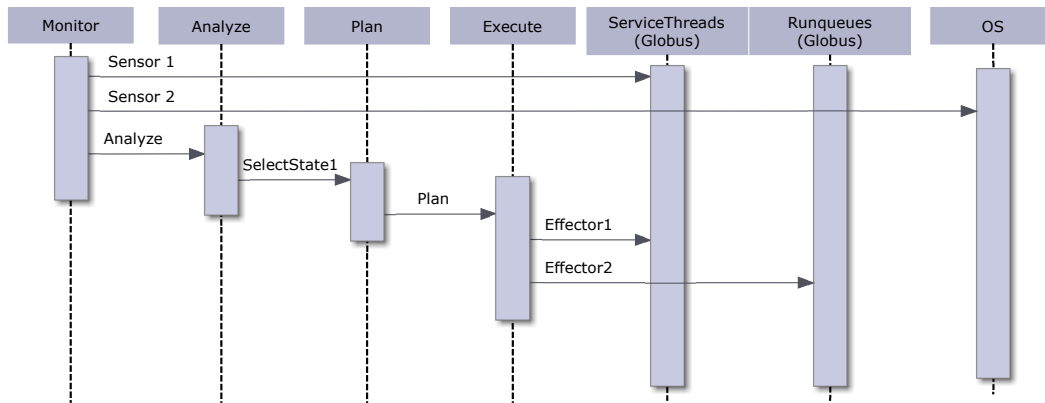 Monitor
Analyze
Plan
Execute
ServiceThreads
(Globus)
Runqueues
(Globus)
OS
Sensor 1
Sensor 2
Analyze
SelectState1
Plan
Effector1
Effector2